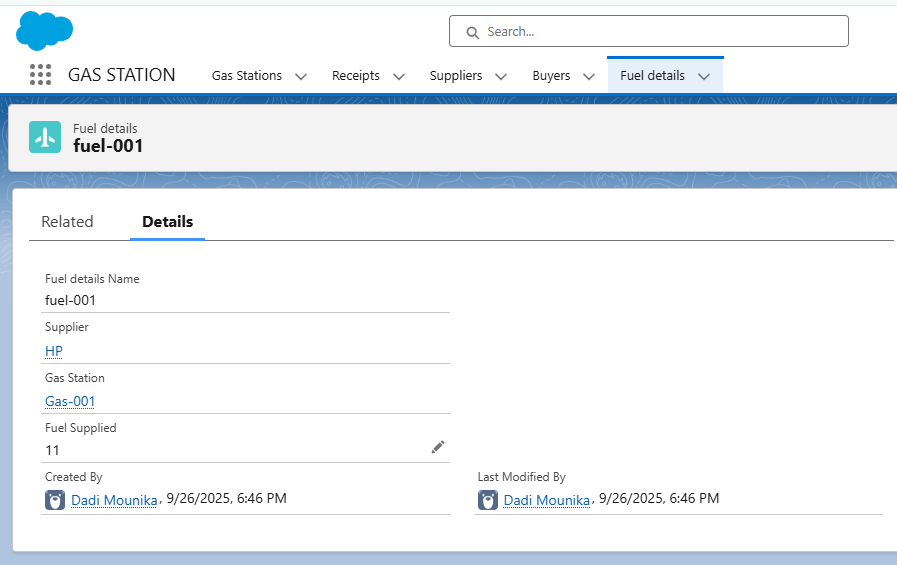 Search...
GAS STATION
Gas Stations
Receipts
Suppliers
Buyers
Fuel details
Fuel details
fuel-001
Related
Details
Fuel details Name
fuel-001
Supplier
HP
Gas Station
Gas-001
Fuel Supplied
11
Created By
Dadi Mounika, 9/26/2025, 6:46 PM
Last Modified By
Dadi Mounika, 9/26/2025, 6:46 PM